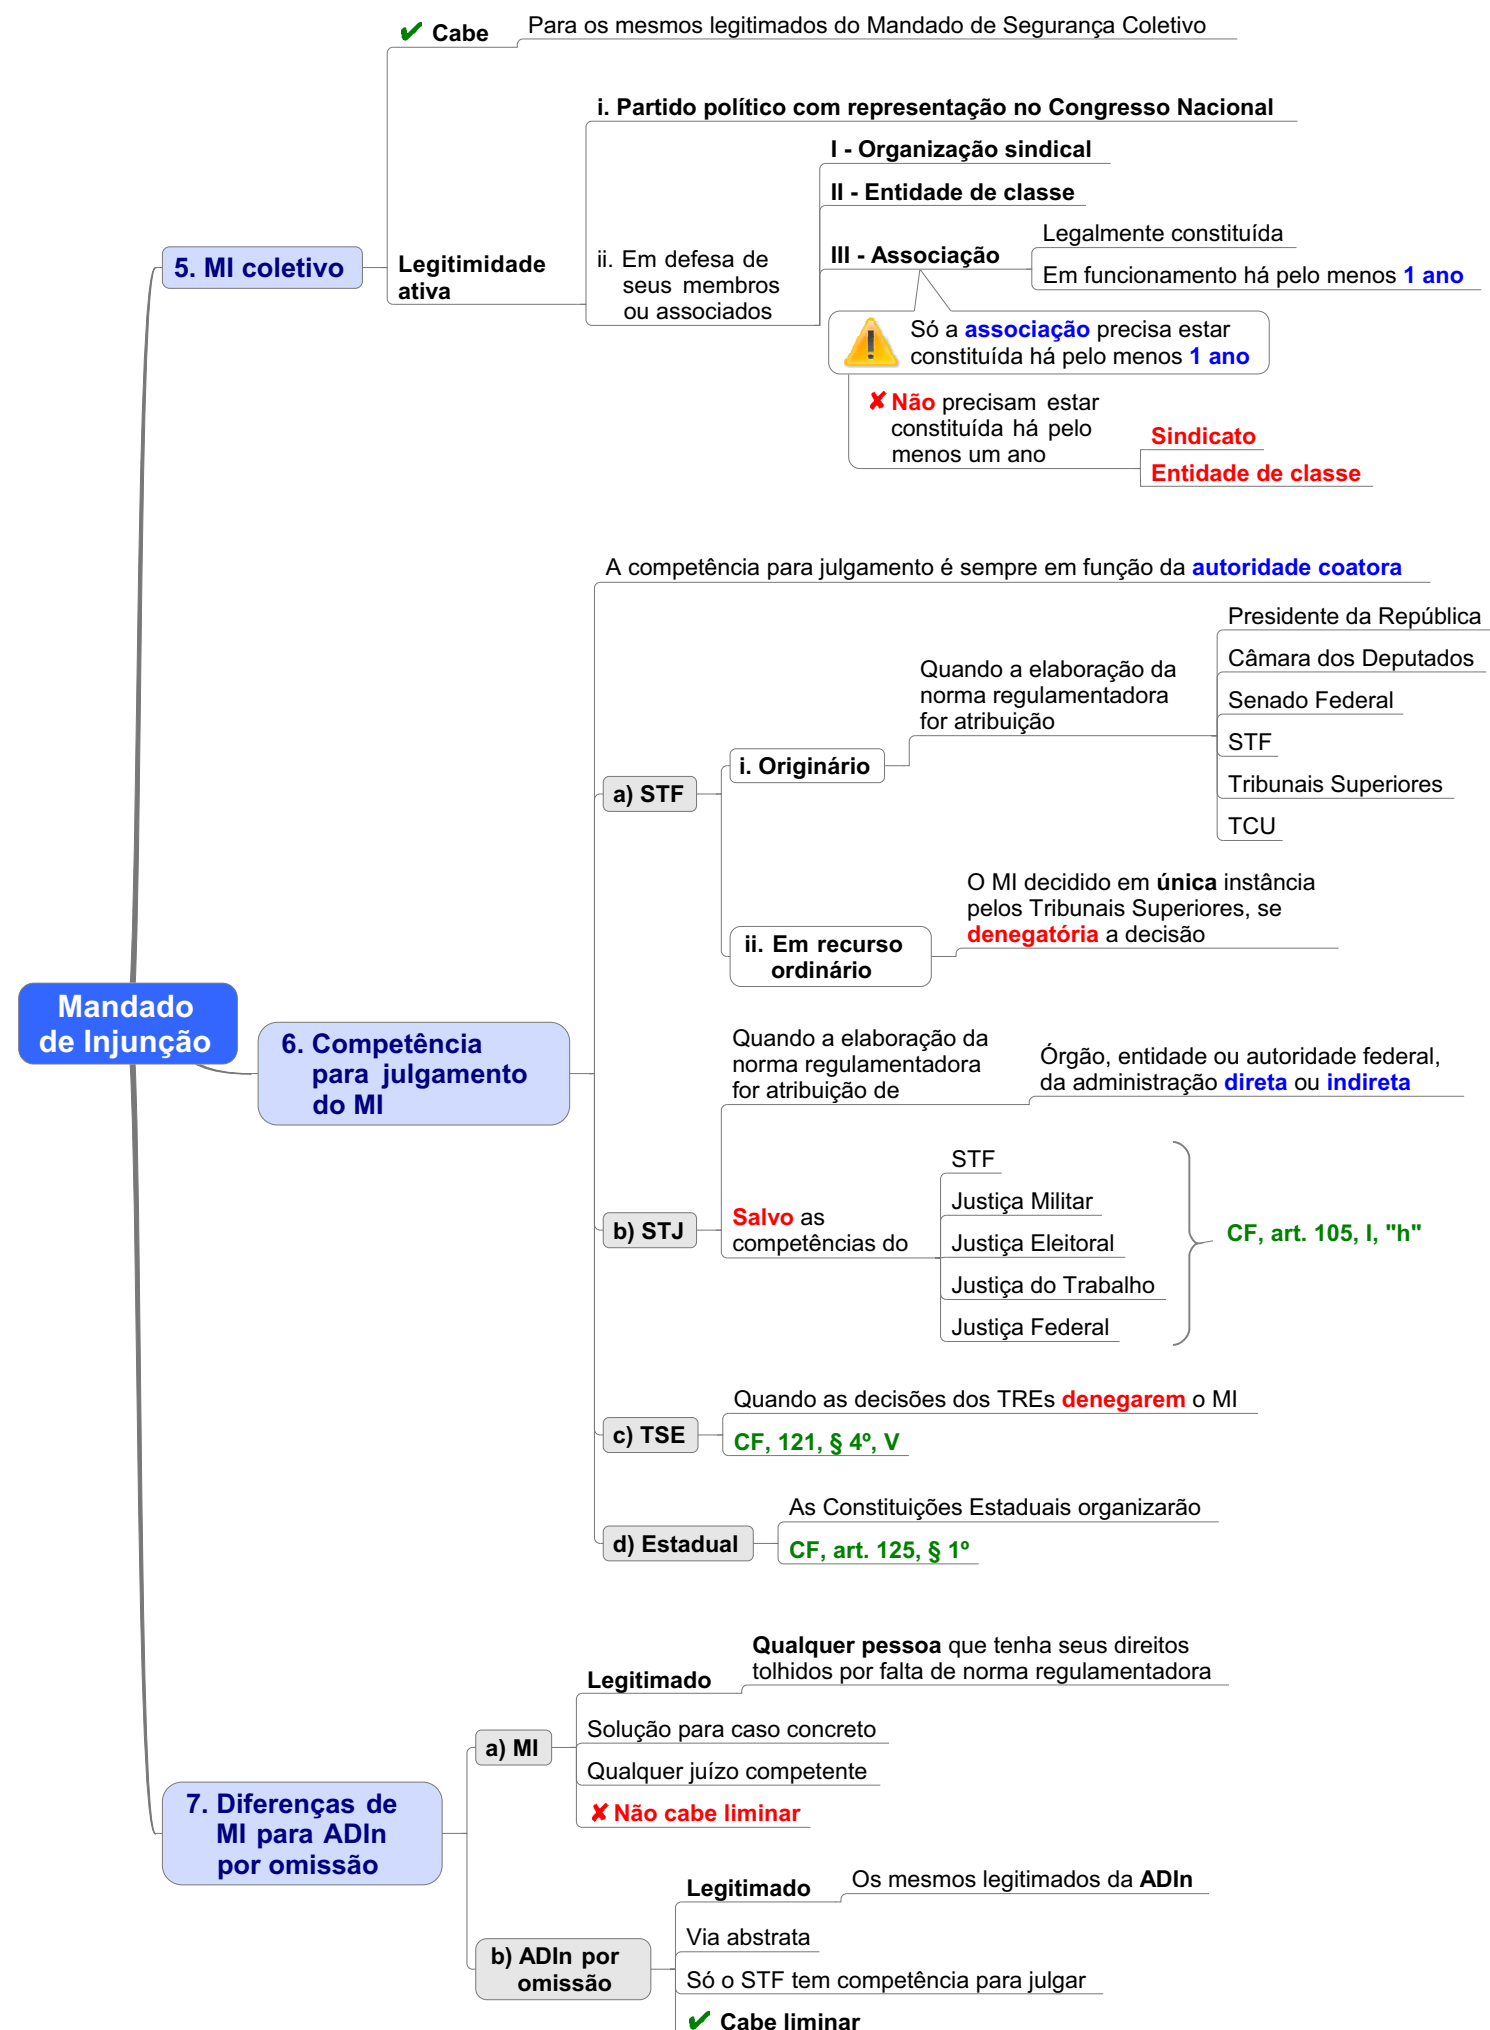 ✔ Cabe
Para os mesmos legitimados do Mandado de Segurança Coletivo
i. Partido político com representação no Congresso Nacional
I - Organização sindical
II - Entidade de classe
5. MI coletivo
Legitimidade
ativa
ii. Em defesa de
seus membros
ou associados
III - Associação
Legalmente constituída
Em funcionamento há pelo menos 1 ano
Só a associação precisa estar
constituída há pelo menos 1 ano
✘ Não precisam estar
constituída há pelo
menos um ano
Sindicato
Entidade de classe
Mandado
de Injunção
6. Competência
para julgamento
do MI
A competência para julgamento é sempre em função da autoridade coatora
a) STF
i. Originário
Quando a elaboração da
norma regulamentadora
for atribuição
Presidente da República
Câmara dos Deputados
Senado Federal
STF
Tribunais Superiores
TCU
ii. Em recurso
ordinário
O MI decidido em única instância
pelos Tribunais Superiores, se
denegatória a decisão
b) STJ
Quando a elaboração da
norma regulamentadora
for atribuição de
Órgão, entidade ou autoridade federal,
da administração direta ou indireta
Salvo as
competências do
STF
Justiça Militar
Justiça Eleitoral
Justiça do Trabalho
Justiça Federal
CF, art. 105, I, "h"
c) TSE
Quando as decisões dos TREs denegarem o MI
CF, 121, § 4º, V
d) Estadual
As Constituições Estaduais organizarão
CF, art. 125, § 1º
7. Diferenças de
MI para ADIn
por omissão
a) MI
Legitimado
Qualquer pessoa que tenha seus direitos
tolhidos por falta de norma regulamentadora
Solução para caso concreto
Qualquer juízo competente
✘ Não cabe liminar
b) ADIn por
omissão
Legitimado
Os mesmos legitimados da ADIn
Via abstrata
Só o STF tem competência para julgar
✔ Cabe liminar